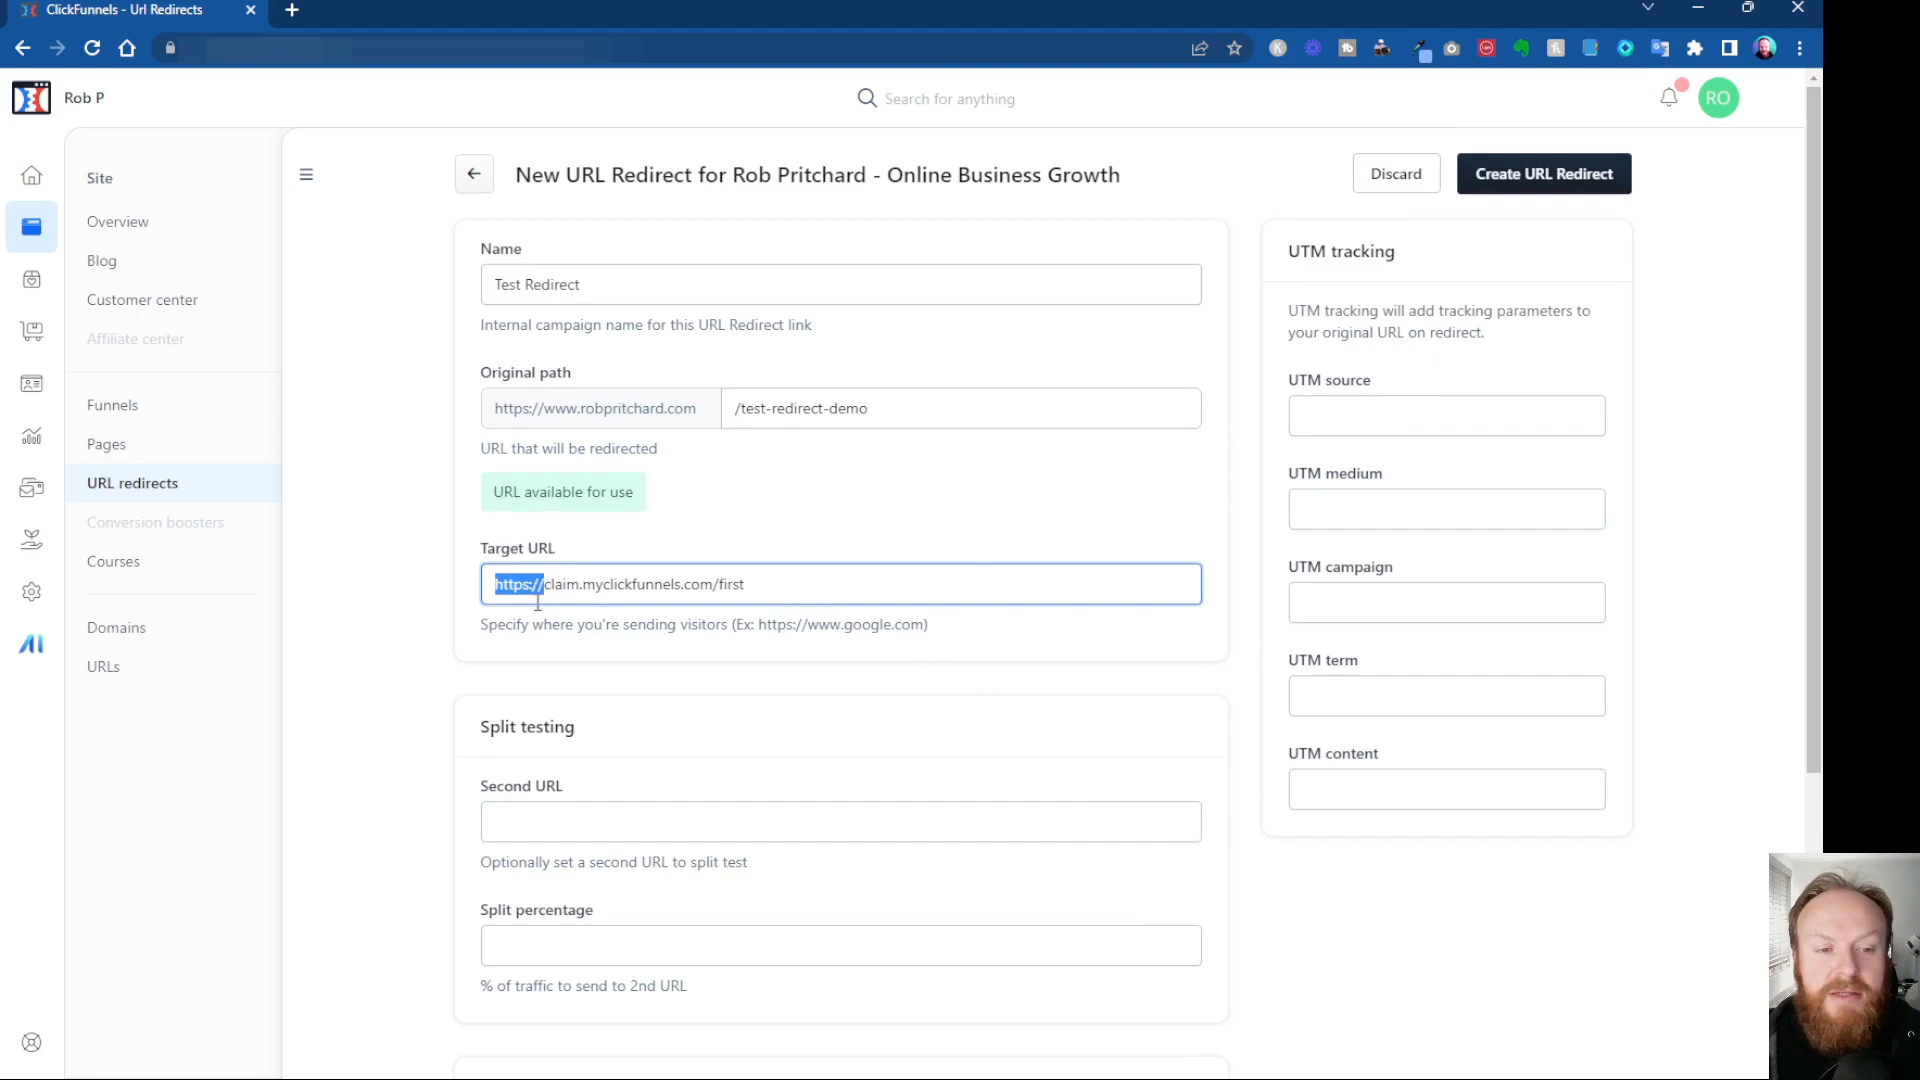 ClickFunnels - Url Redirects
Rob P
Search for anything
RO
Site
Overview
Blog
Customer center
Affiliate center
Funnels
Pages
URL redirects
Conversion boosters
Courses
Domains
URLs
AI
New URL Redirect for Rob Pritchard - Online Business Growth
Discard
Create URL Redirect
Name
Test Redirect
Internal campaign name for this URL Redirect link
Original path
https://www.robpritchard.com
/test-redirect-demo
URL that will be redirected
URL available for use
Target URL
https://claim.myclickfunnels.com/first
Specify where you're sending visitors (Ex: https://www.google.com)
Split testing
Second URL
Optionally set a second URL to split test
Split percentage
% of traffic to send to 2nd URL
UTM tracking
UTM tracking will add tracking parameters to
your original URL on redirect.
UTM source
UTM medium
UTM campaign
UTM term
UTM content